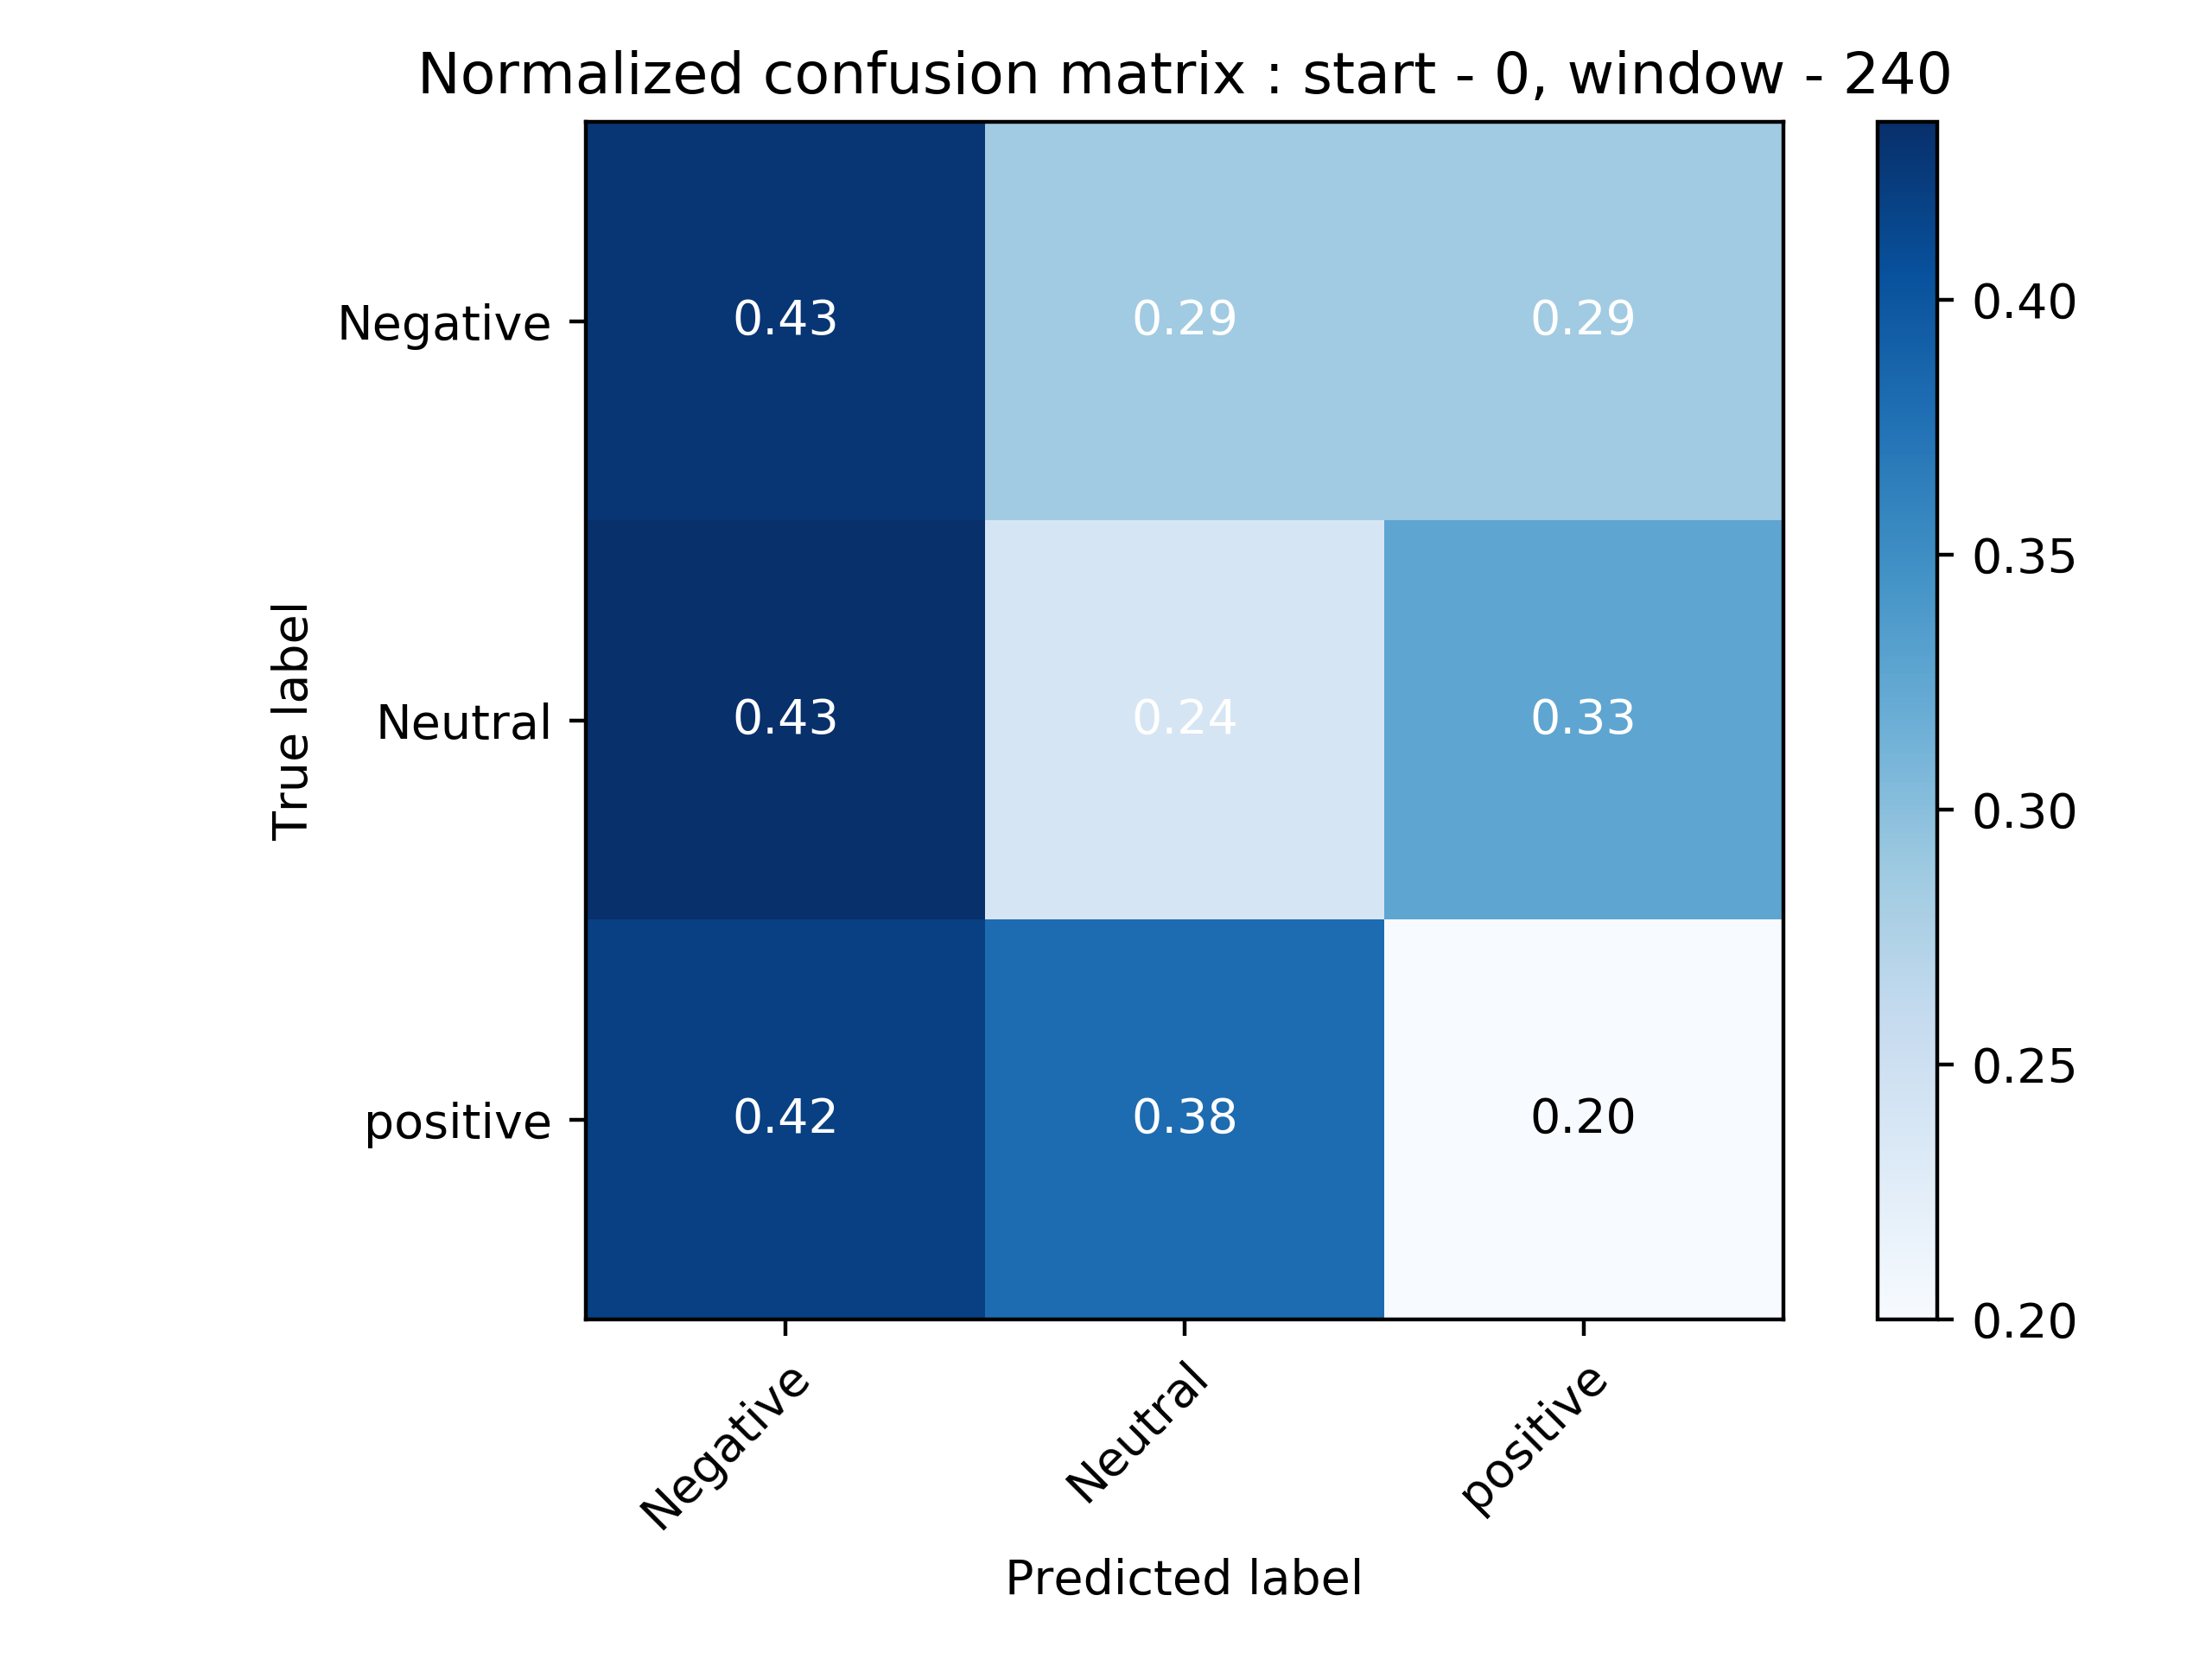 Normalized confusion matrix : start - 0, window - 240
True label
Negative
0.43
0.29
0.29
Neutral
0.43
0.24
0.33
positive
0.42
0.38
0.20
Negative
Neutral
positive
Predicted label
0.40
0.35
0.30
0.25
0.20